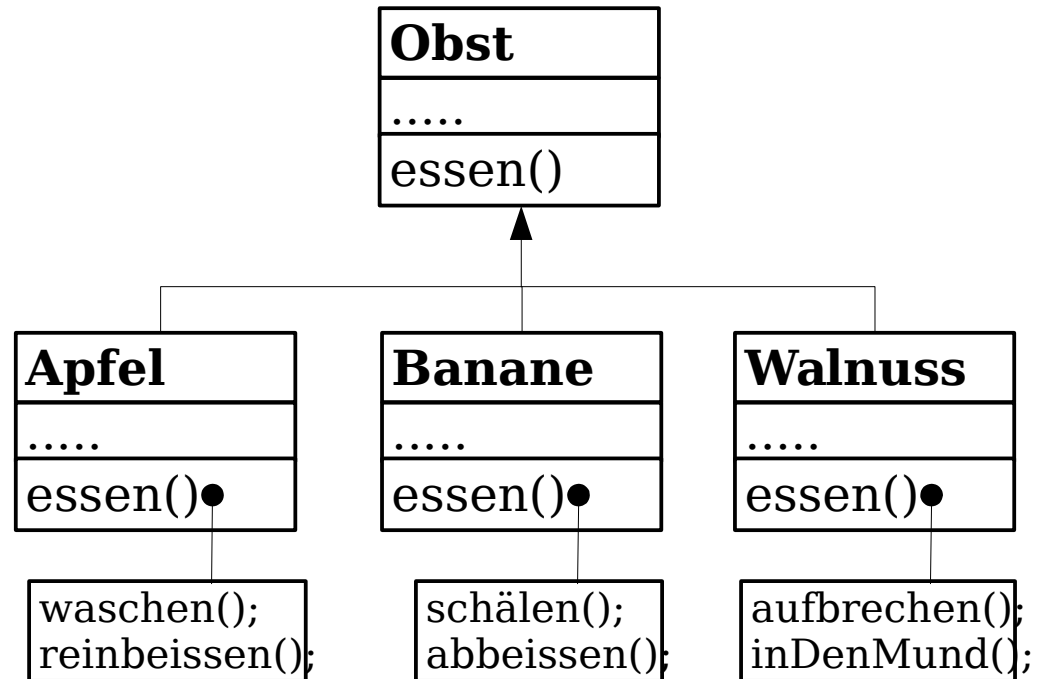 Obst
.....
essen()
Apfel
.....
essen()
waschen();
reinbeissen();
Banane
.....
essen()
schälen();
abbeissen();
Walnuss
.....
essen()
aufbrechen();
inDenMund();